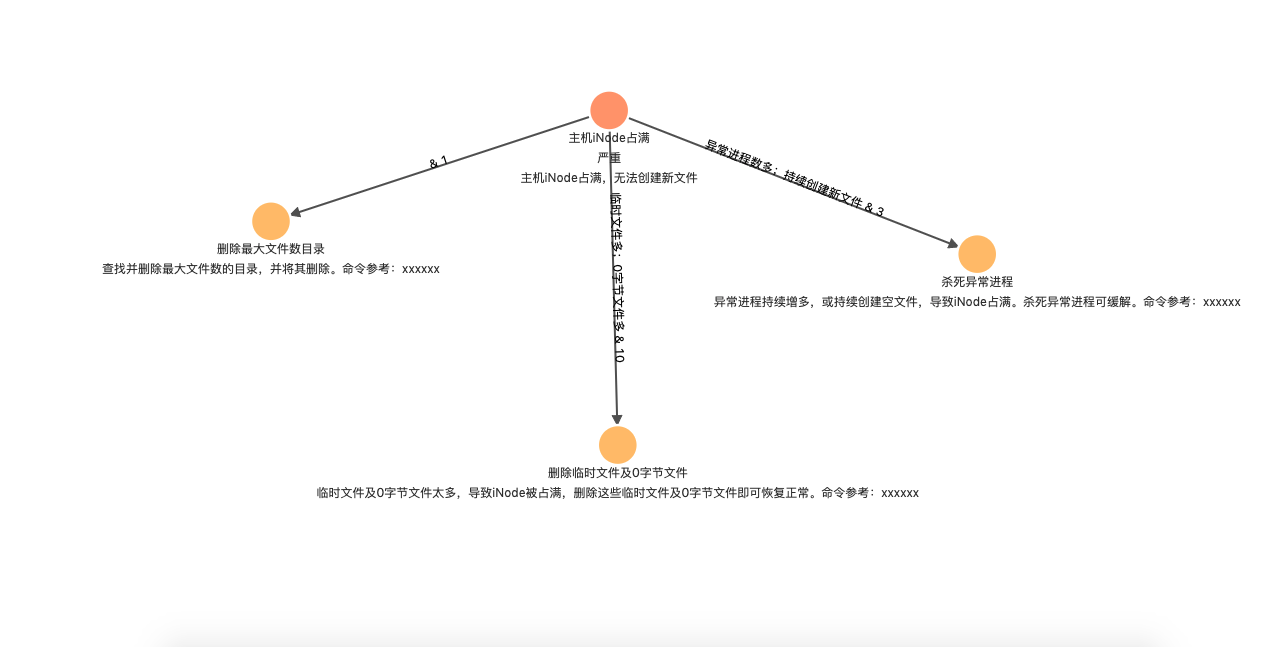 主机iNode占满
严重
主机iNode占满，无法创建新文件
& 1
临时文件多；0字节文件多 & 10
异常进程数多；持续创建新文件 & 3
删除最大文件数目录
查找并删除最大文件数的目录，并将其删除。命令参考：xxxxxx
杀死异常进程
异常进程持续增多，或持续创建空文件，导致iNode占满。杀死异常进程可缓解。命令参考：xxxxxx
删除临时文件及0字节文件
临时文件及0字节文件太多，导致iNode被占满，删除这些临时文件及0字节文件即可恢复正常。命令参考：xxxxxx